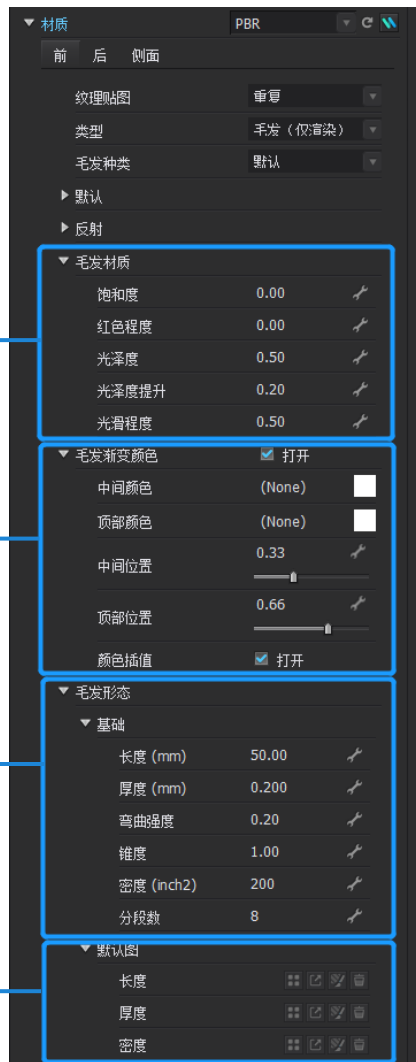 材质 PBR
前 后 侧面
纹理贴图 重复
类型 毛发（仅渲染）
毛发种类 默认
默认
反射
毛发材质
饱和度 0.00
红色程度 0.00
光泽度 0.50
光泽度提升 0.20
光滑程度 0.50
毛发渐变颜色 打开
中间颜色 (None)
顶部颜色 (None)
中间位置 0.33
顶部位置 0.66
颜色插值 打开
毛发形态
基础
长度 (mm) 50.00
厚度 (mm) 0.200
弯曲强度 0.20
锥度 1.00
密度 (inch2) 200
分段数 8
默认图
长度
厚度
密度